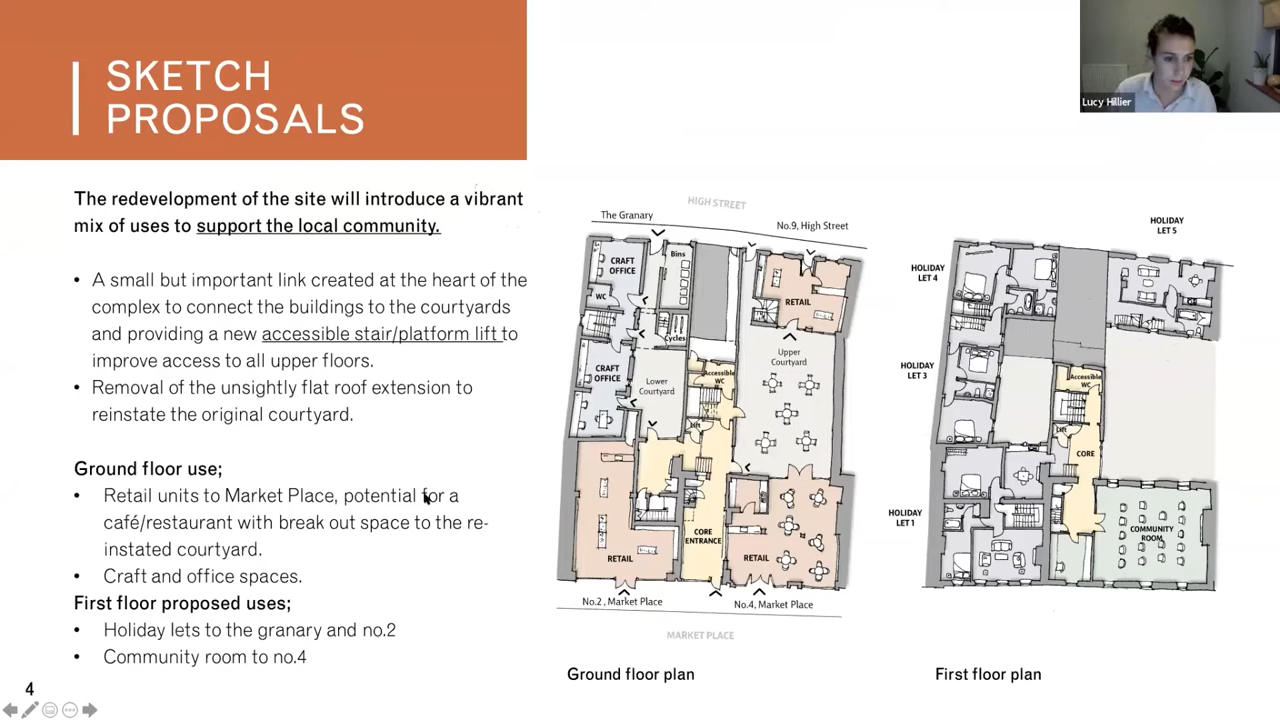 SKETCH
PROPOSALS
Lucy Hillier
The redevelopment of the site will introduce a vibrant
mix of uses to support the local community.
• A small but important link created at the heart of the
complex to connect the buildings to the courtyards
and providing a new accessible stair/platform lift to
improve access to all upper floors.
• Removal of the unsightly flat roof extension to
reinstate the original courtyard.
Ground floor use;
• Retail units to Market Place, potential for a
café/restaurant with break out space to the re-
instated courtyard.
• Craft and office spaces.
First floor proposed uses;
• Holiday lets to the granary and no.2
• Community room to no.4
4
HIGH STREET
The Granary
No.9, High Street
Bins
CRAFT
OFFICE
WC
RETAIL
Cycles
Upper
Courtyard
CRAFT
OFFICE
Lower
Courtyard
Accessible
WC
Lift
CORE
ENTRANCE
RETAIL
RETAIL
No.2, Market Place
No.4, Market Place
MARKET PLACE
Ground floor plan
HOLIDAY
LET 5
HOLIDAY
LET 4
HOLIDAY
LET 3
Accessible
WC
Lift
CORE
HOLIDAY
LET 1
COMMUNITY
ROOM
First floor plan